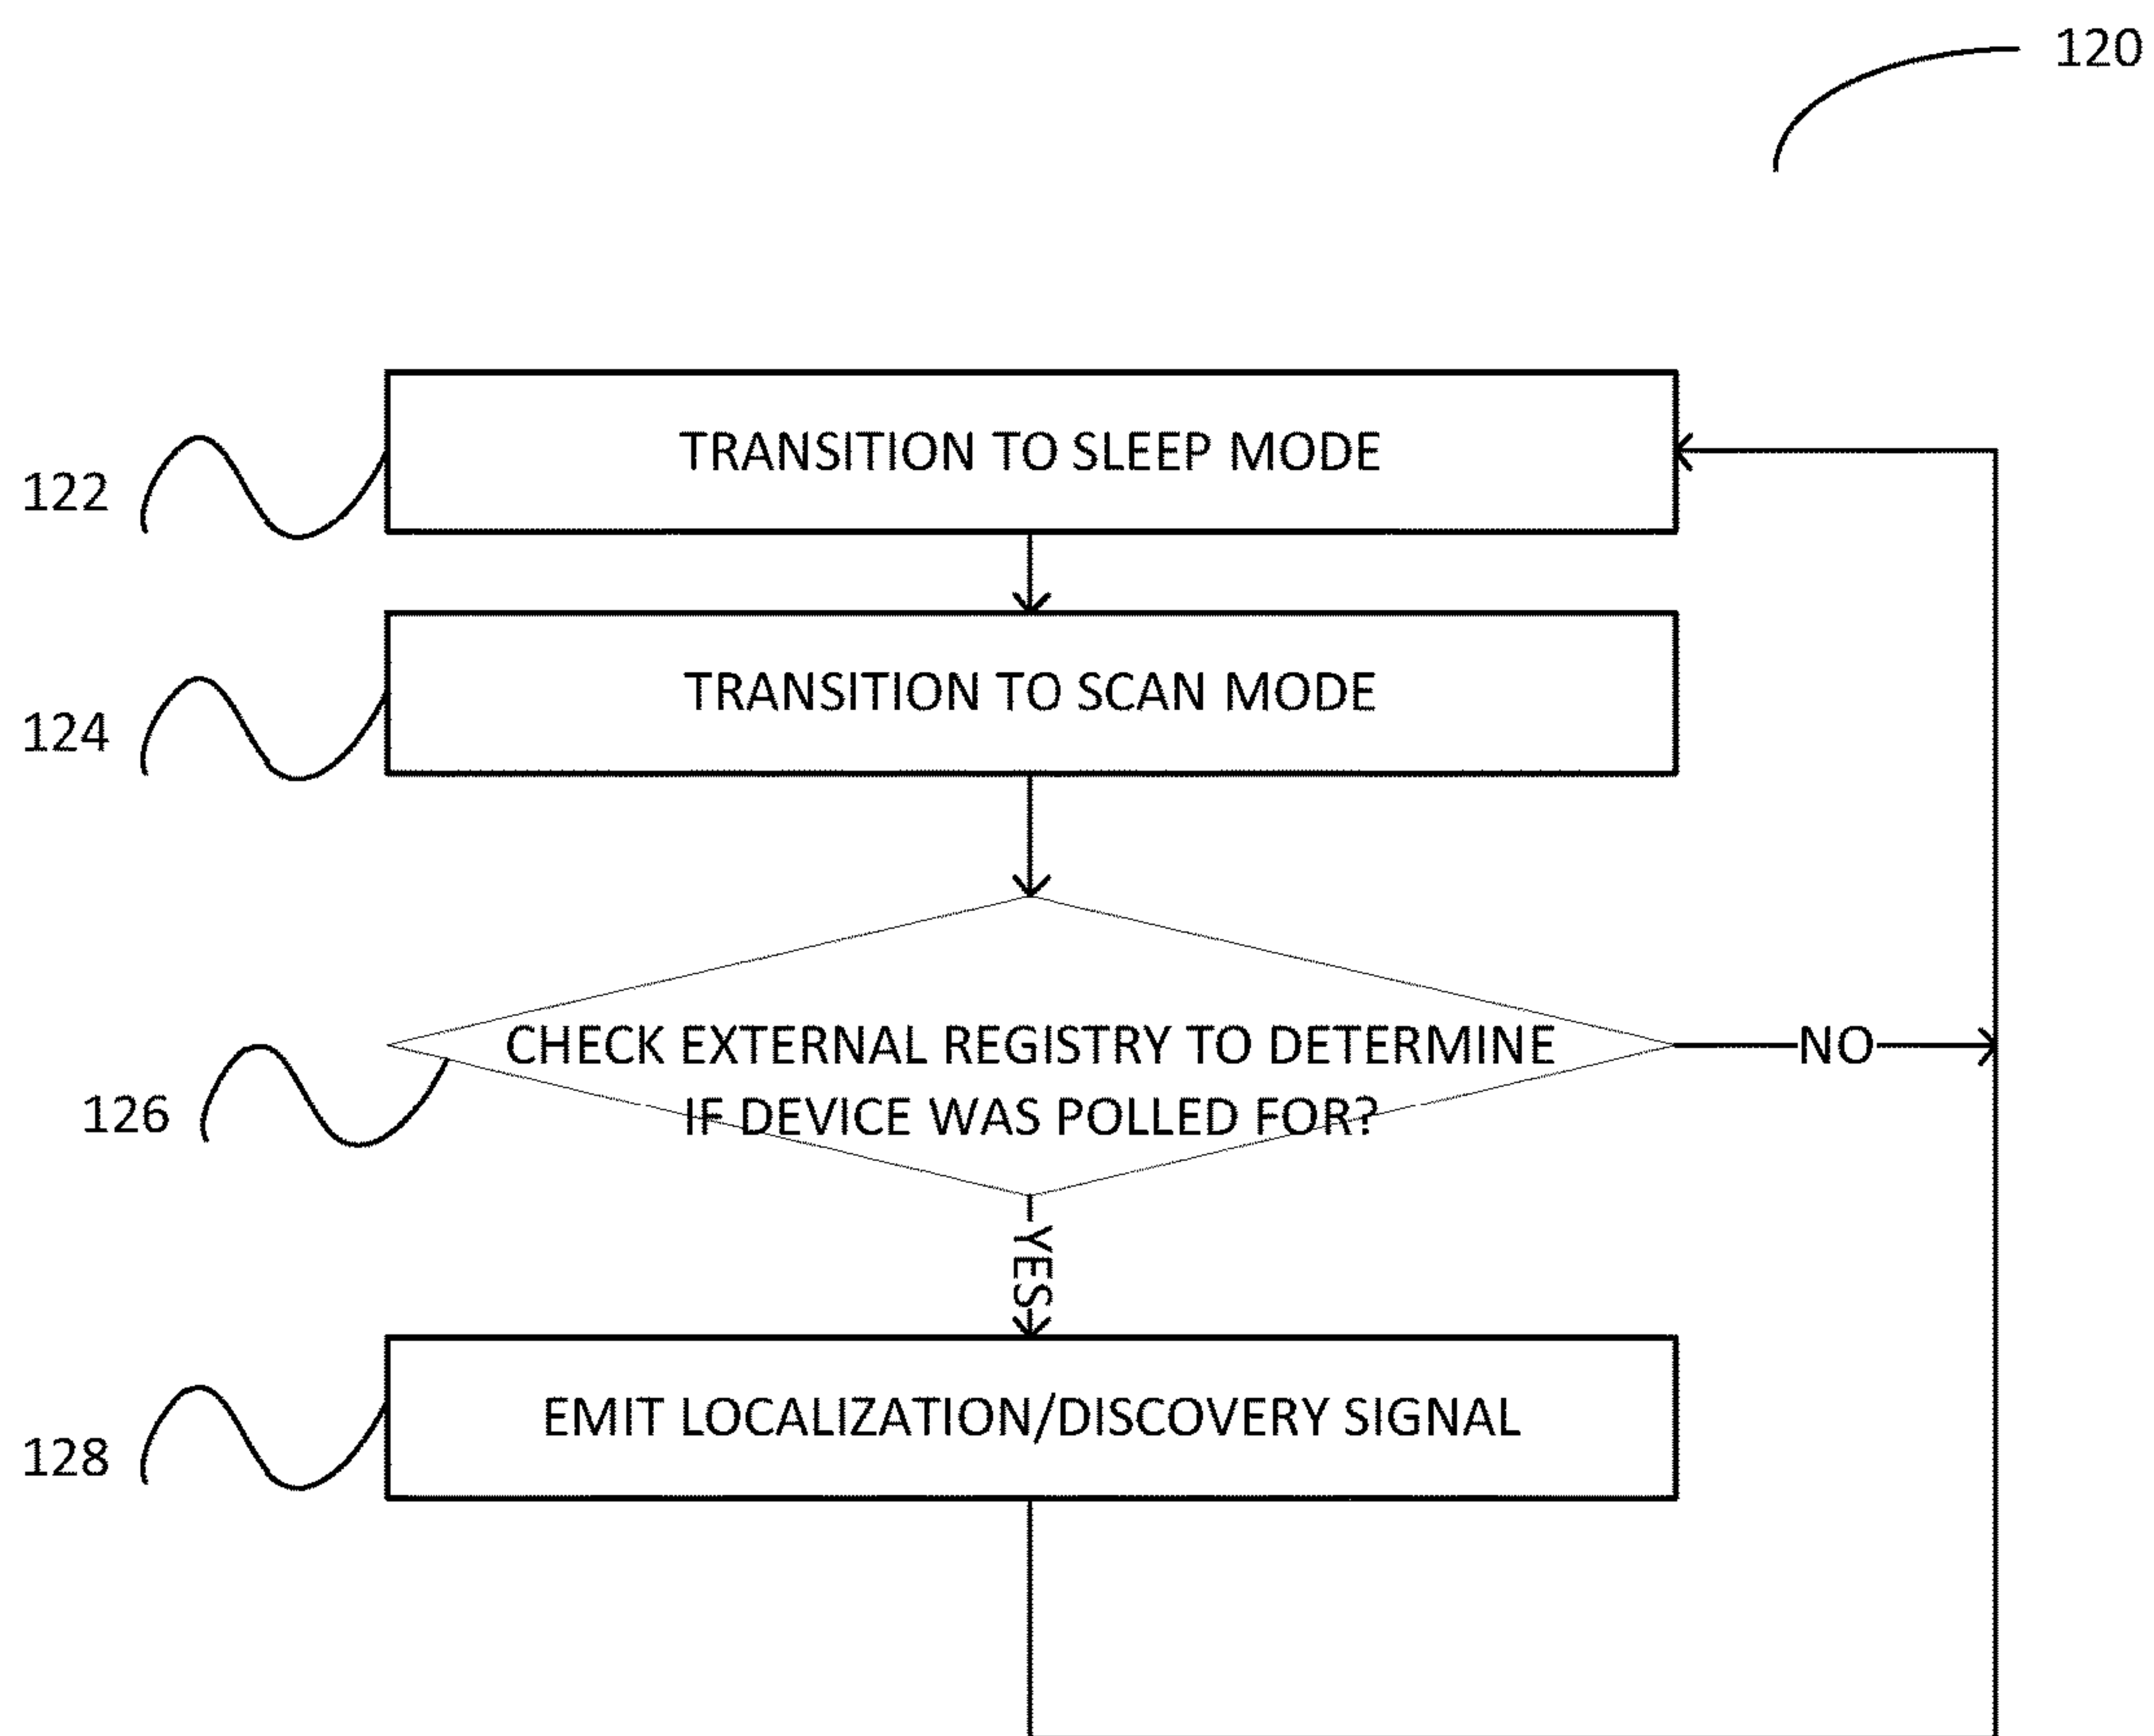 120
TRANSITION TO SLEEP MODE
122
TRANSITION TO SCAN MODE
124
CHECK EXTERNAL REGISTRY TO DETERMINE
IF DEVICE WAS POLLED FOR?
NO
126
YES
EMIT LOCALIZATION/DISCOVERY SIGNAL
128